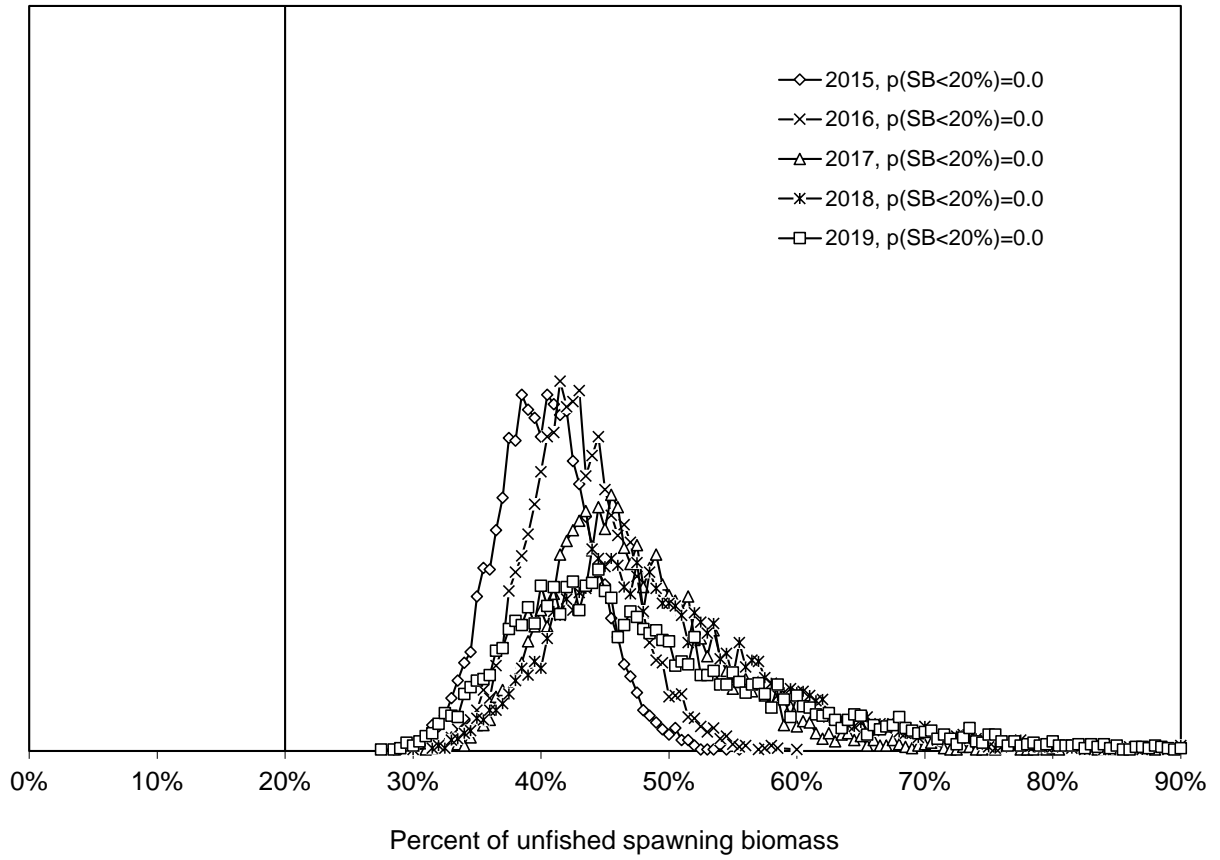 2015, p(SB<20%)=0.0
2016, p(SB<20%)=0.0
2017, p(SB<20%)=0.0
2018, p(SB<20%)=0.0
2019, p(SB<20%)=0.0
0% 10% 20% 30% 40% 50% 60% 70% 80% 90%
Percent of unfished spawning biomass